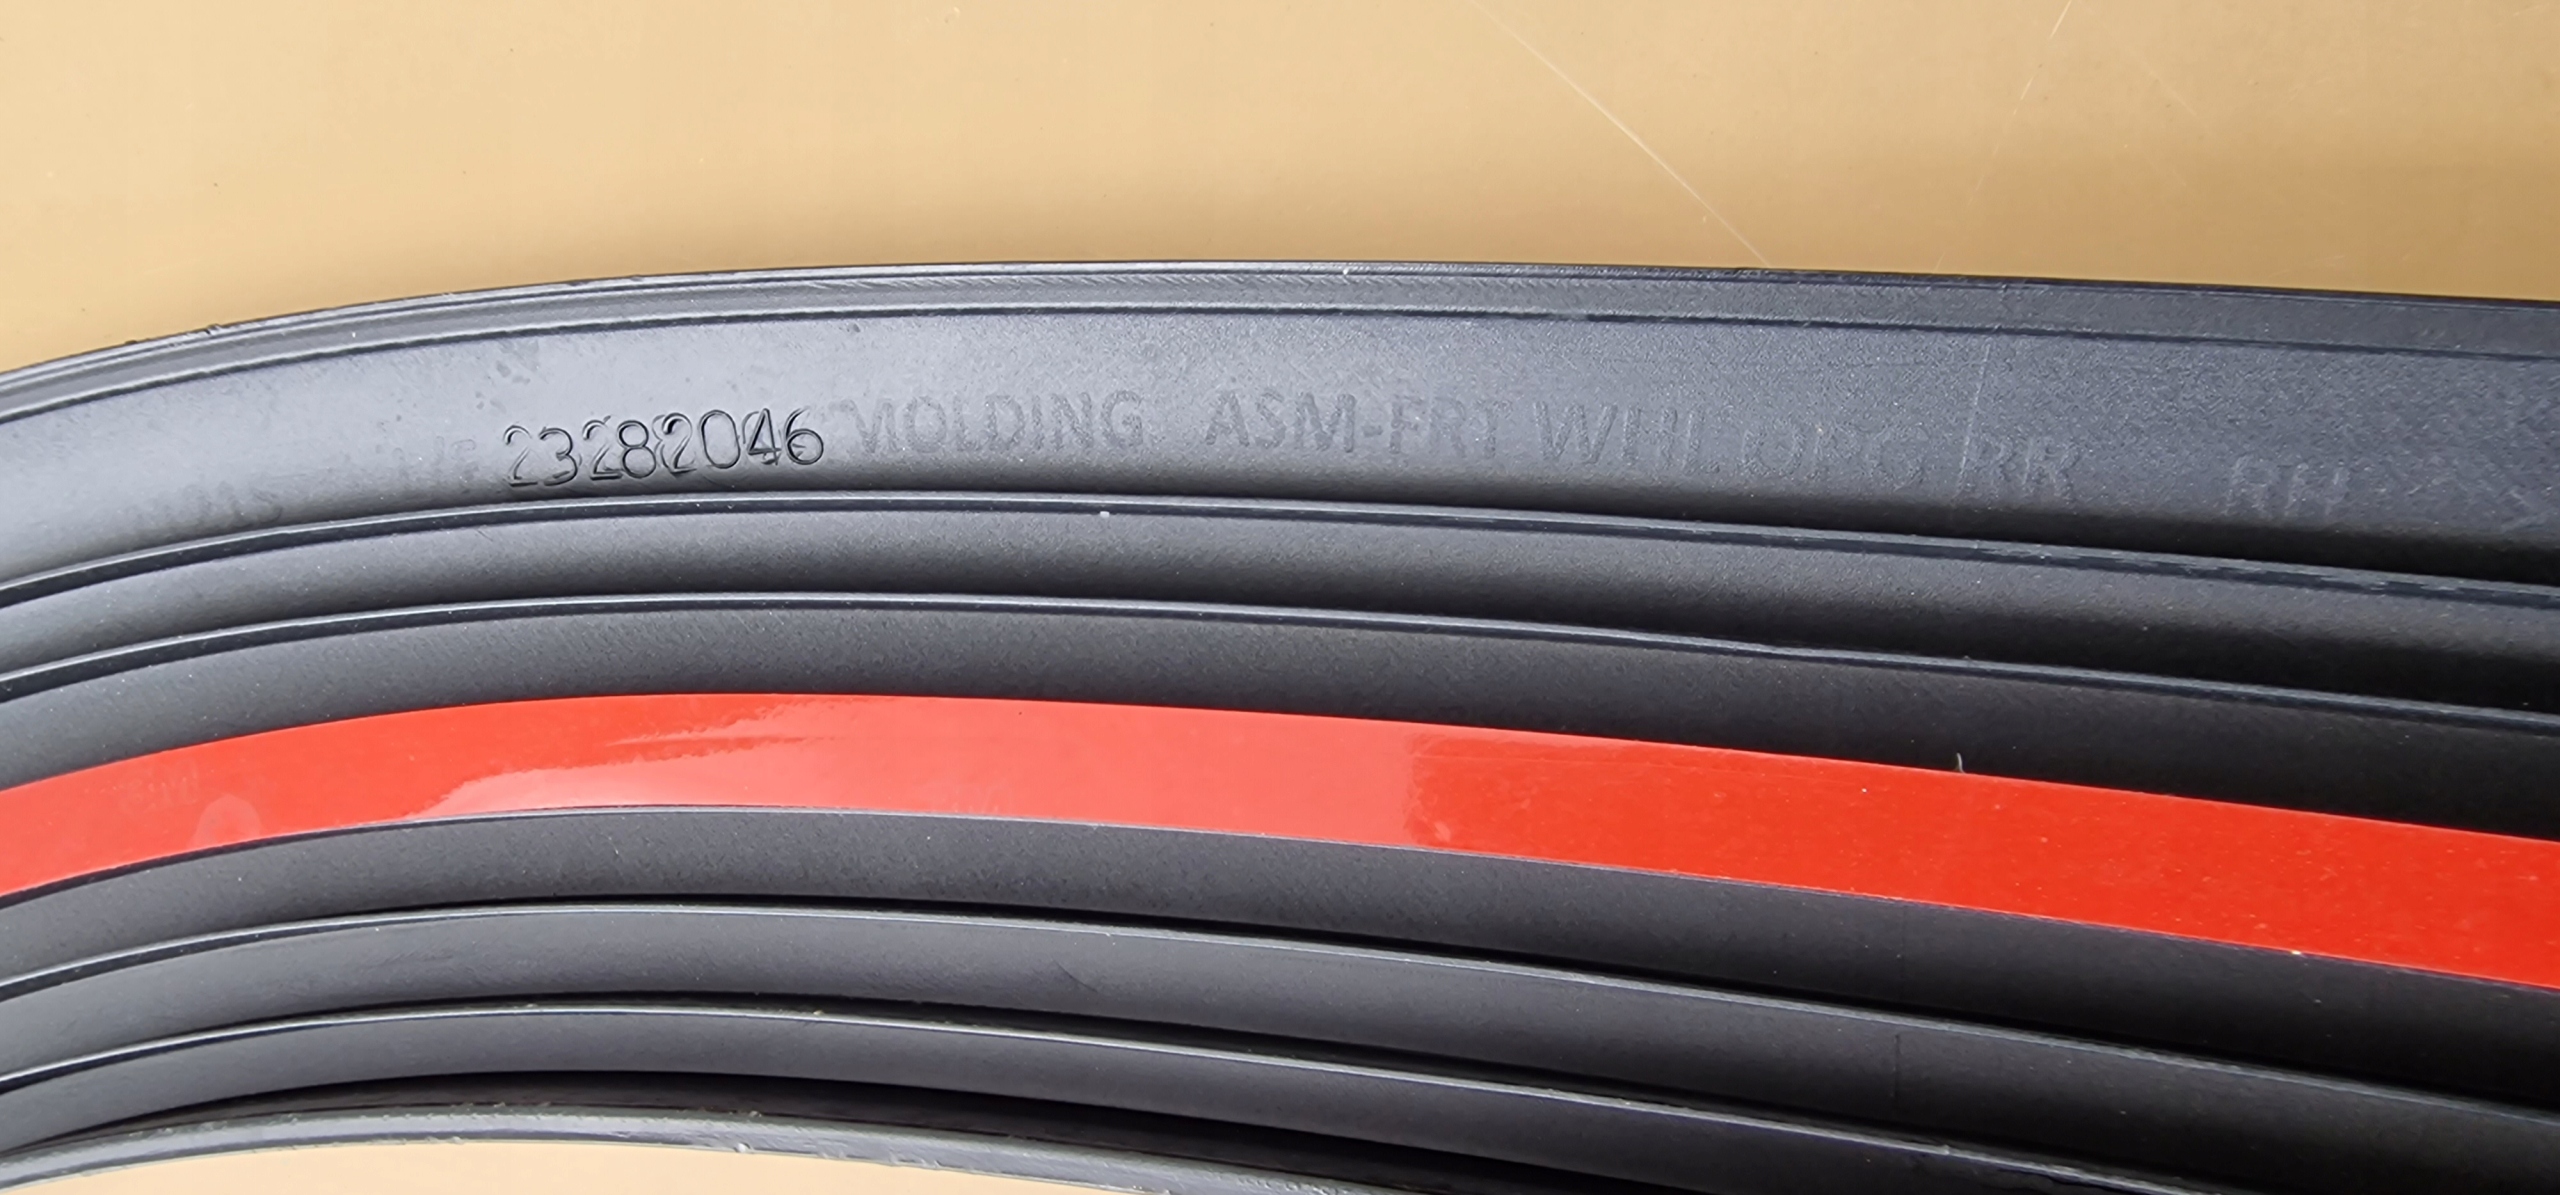 23282046 MOLDING ASM-FRT WHL OPG RR RH